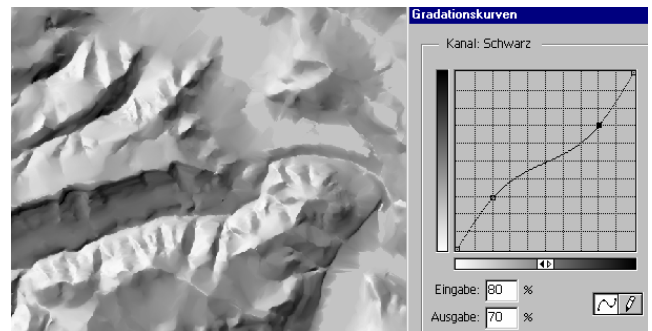 Gradationskurven
Kanal: Schwarz
Eingabe: 80 %
Ausgabe: 70 %